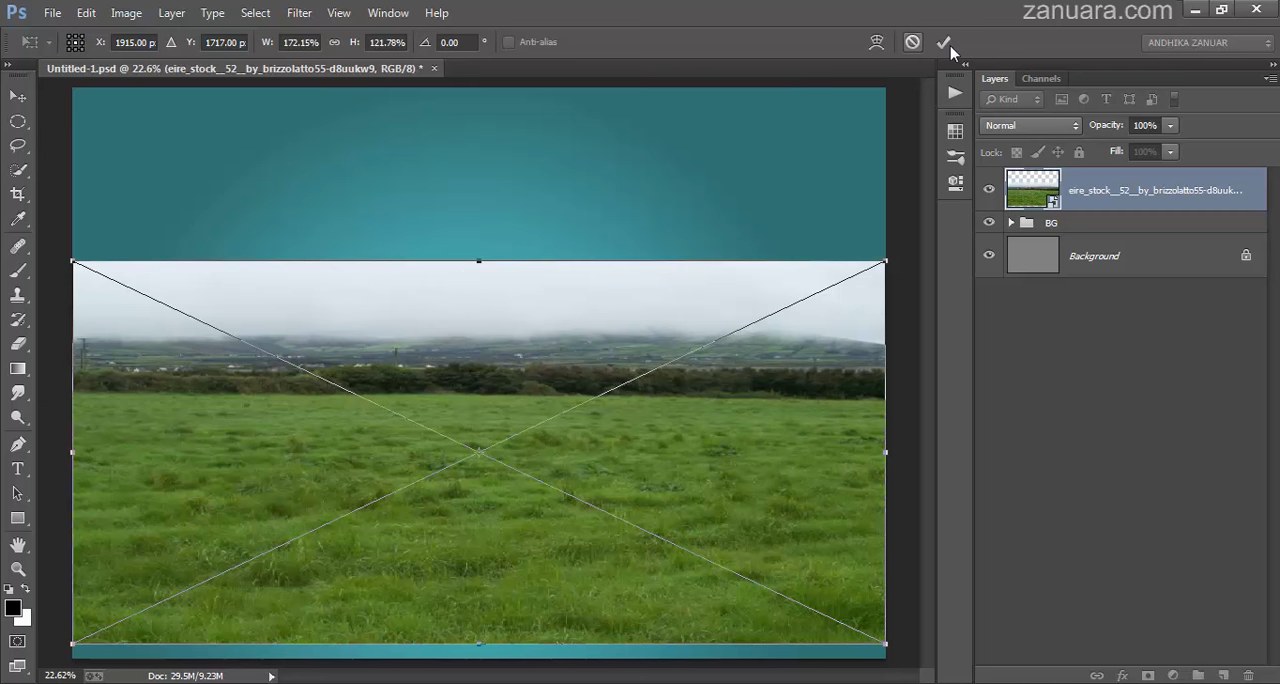 zanuara.com
Ps File Edit Image Layer Type Select Filter View Window Help
X: 1915.00 p: Y: 1717.00 p: W: 172.15% H: 121.78% 0.00 ° Anti-alias ANDHIKA ZANUAR
Untitled-1.psd @ 22.6% (eire_stock__52__by_brizzolatto55-d8uukw9, RGB/8) * ×
Layers Channels
Kind
Normal Opacity: 100%
Lock: Fill: 100%
eire_stock__52__by_brizzolatto55-d8uuk...
BG
Background
22.62% Doc: 29.5M/9.23M